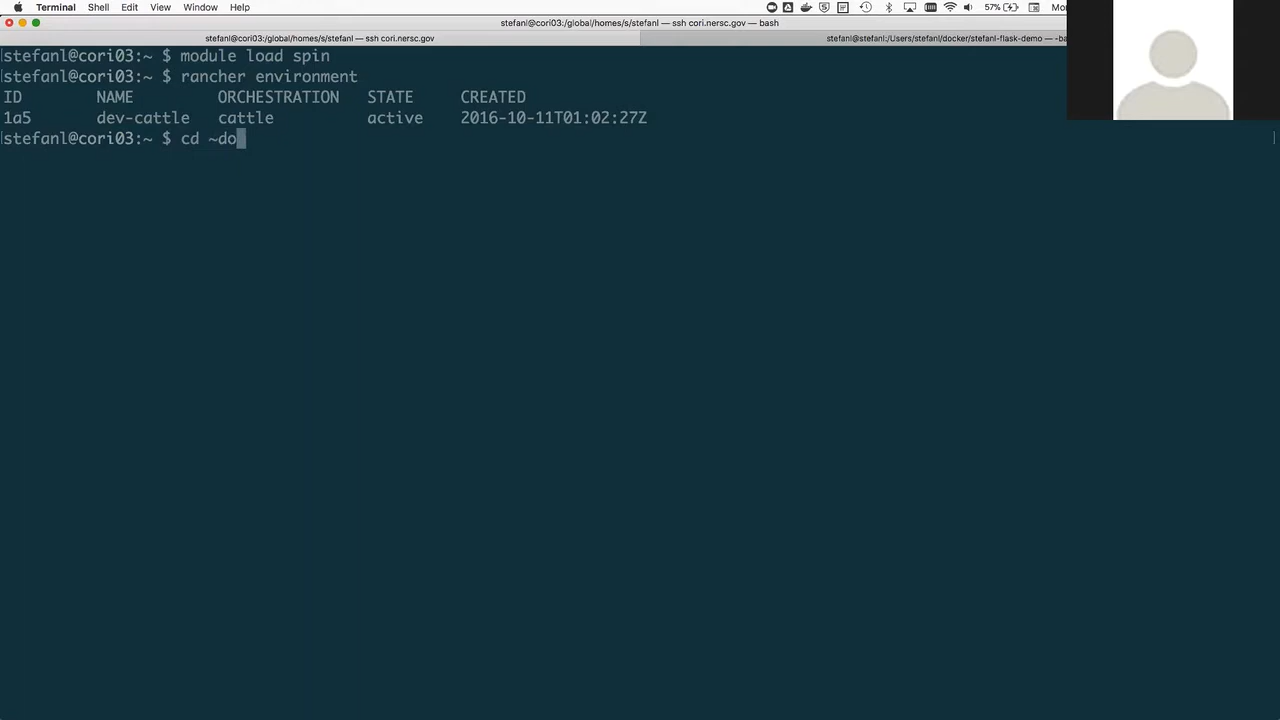 Terminal Shell Edit View Window Help 57% Mo
stefanl@cori03:/global/homes/s/stefanl — ssh cori.nersc.gov — bash
stefanl@cori03:/global/homes/s/stefanl — ssh cori.nersc.gov
stefanl@stefanl:/Users/stefanl/docker/stefanl-flask-demo — -ba
[stefanl@cori03:~ $ module load spin
[stefanl@cori03:~ $ rancher environment
ID NAME ORCHESTRATION STATE CREATED
1a5 dev-cattle cattle active 2016-10-11T01:02:27Z
[stefanl@cori03:~ $ cd ~do ]